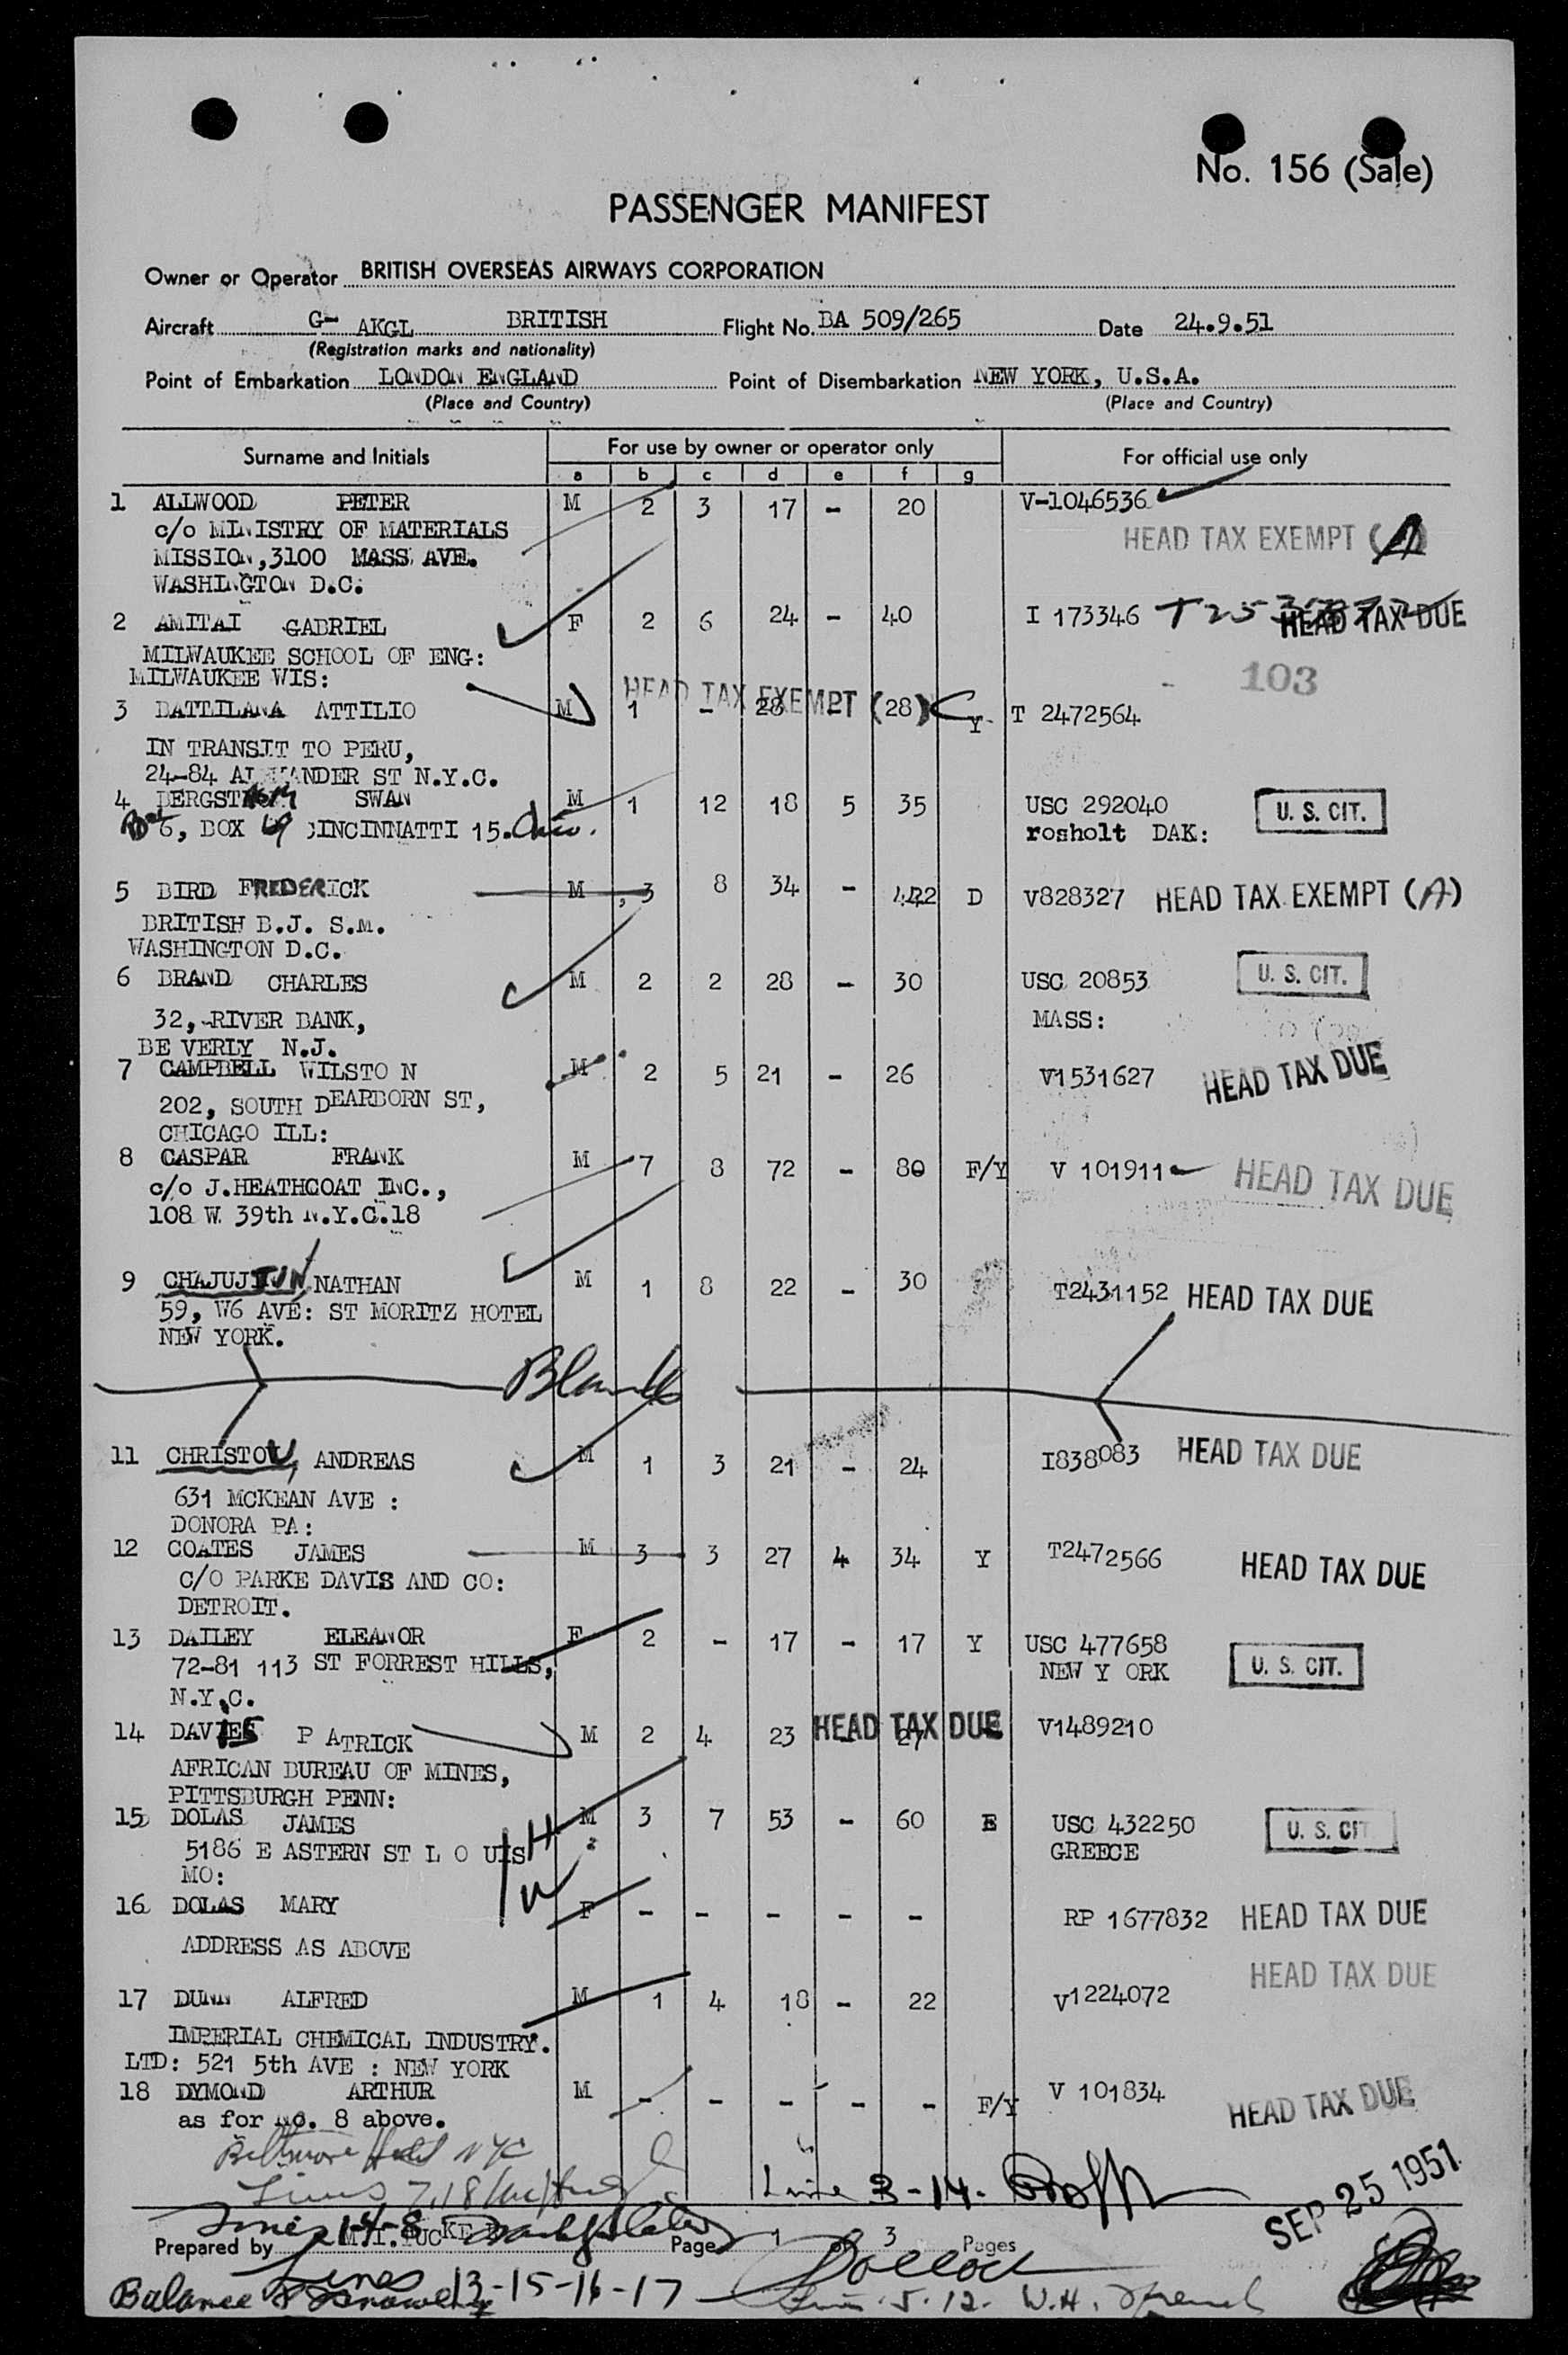 No. 156 (Sale)
PASSENGER MANIFEST
Owner or Operator BRITISH OVERSEAS AIRWAYS CORPORATION
Aircraft G- AKGL BRITISH Flight No. BA 509/265 Date 24.9.51
(Registration marks and nationality)
Point of Embarkation LONDON ENGLAND Point of Disembarkation NEW YORK, U.S.A.
(Place and Country) (Place and Country)
Surname and Initials For use by owner or operator only For official use only
a b c d e f g
1 ALLWOOD PETER M 2 3 17 - 20 V-1046536
c/o MINISTRY OF MATERIALS HEAD TAX EXEMPT
MISSION, 3100 MASS AVE.
WASHINGTON D.C.
2 AMITAI GABRIEL F 2 6 24 - 40 I 173346 HEAD TAX DUE
MILWAUKEE SCHOOL OF ENG:
MILWAUKEE WIS: 103
HEAD TAX EXEMPT
3 BATTILANA ATTILIO M 1 - 28 - 28 Y T 2472564
IN TRANSIT TO PERU,
24-84 ST N.Y.C.
4 SWAN M 1 12 18 5 35 USC 292040 U. S. CIT.
6, BOX 69 CINCINNATTI 15. rosholt DAK:
5 BIRD FREDERICK M 3 8 34 - D V828327 HEAD TAX EXEMPT (A)
BRITISH B.J. S.M.
WASHINGTON D.C.
6 BRAND CHARLES M 2 2 28 - 30 USC 20853 U. S. CIT.
32, RIVER BANK, MASS:
BE VERLY N.J.
7 CAMPBELL WILSTO N M 2 5 21 - 26 V1531627 HEAD TAX DUE
202, SOUTH DEARBORN ST,
CHICAGO ILL:
8 CASPAR FRANK M 7 8 72 - 80 F/Y V 101911 HEAD TAX DUE
c/o J.HEATHCOAT INC.,
108 W. 39th N.Y.C.18
9 NATHAN M 1 8 22 - 30 T2431152 HEAD TAX DUE
59, W6 AVE: ST MORITZ HOTEL
NEW YORK.
Blank
11 CHRISTOU, ANDREAS M 1 3 21 - 24 I838083 HEAD TAX DUE
631 MCKEAN AVE :
DONORA PA:
12 COATES JAMES M 3 3 27 4 34 Y T2472566 HEAD TAX DUE
C/O PARKE DAVIS AND CO:
DETROIT.
13 DAILEY ELEANOR F 2 - 17 - 17 Y USC 477658 U. S. CIT.
72-81 113 ST FORREST HILLS, NEW Y ORK
N.Y.C.
14 DAVIES P ATRICK M 2 4 23 - 27 HEAD TAX DUE V1489210
AFRICAN BUREAU OF MINES,
PITTSBURGH PENN:
15 DOLAS JAMES M 3 7 53 - 60 E USC 432250 U. S. CIT
5186 E ASTERN ST L O UIS GREECE
MO:
H
W
16 DOLAS MARY F - - - - - RP 1677832 HEAD TAX DUE
ADDRESS AS ABOVE
17 DUNN ALFRED M 1 4 18 - 22 V1224072 HEAD TAX DUE
IMPERIAL CHEMICAL INDUSTRY.
LTD: 521 5th AVE : NEW YORK
18 DYMOND ARTHUR M - - - - - F/Y V 101834 HEAD TAX DUE
as for no. 8 above.
Biltmore Hotel NYC
Line 3-14.
SEP 25 1951
Prepared by Page 1 of 3 Pages
Lines 13-15-16-17
Balance
5.12. W.H.